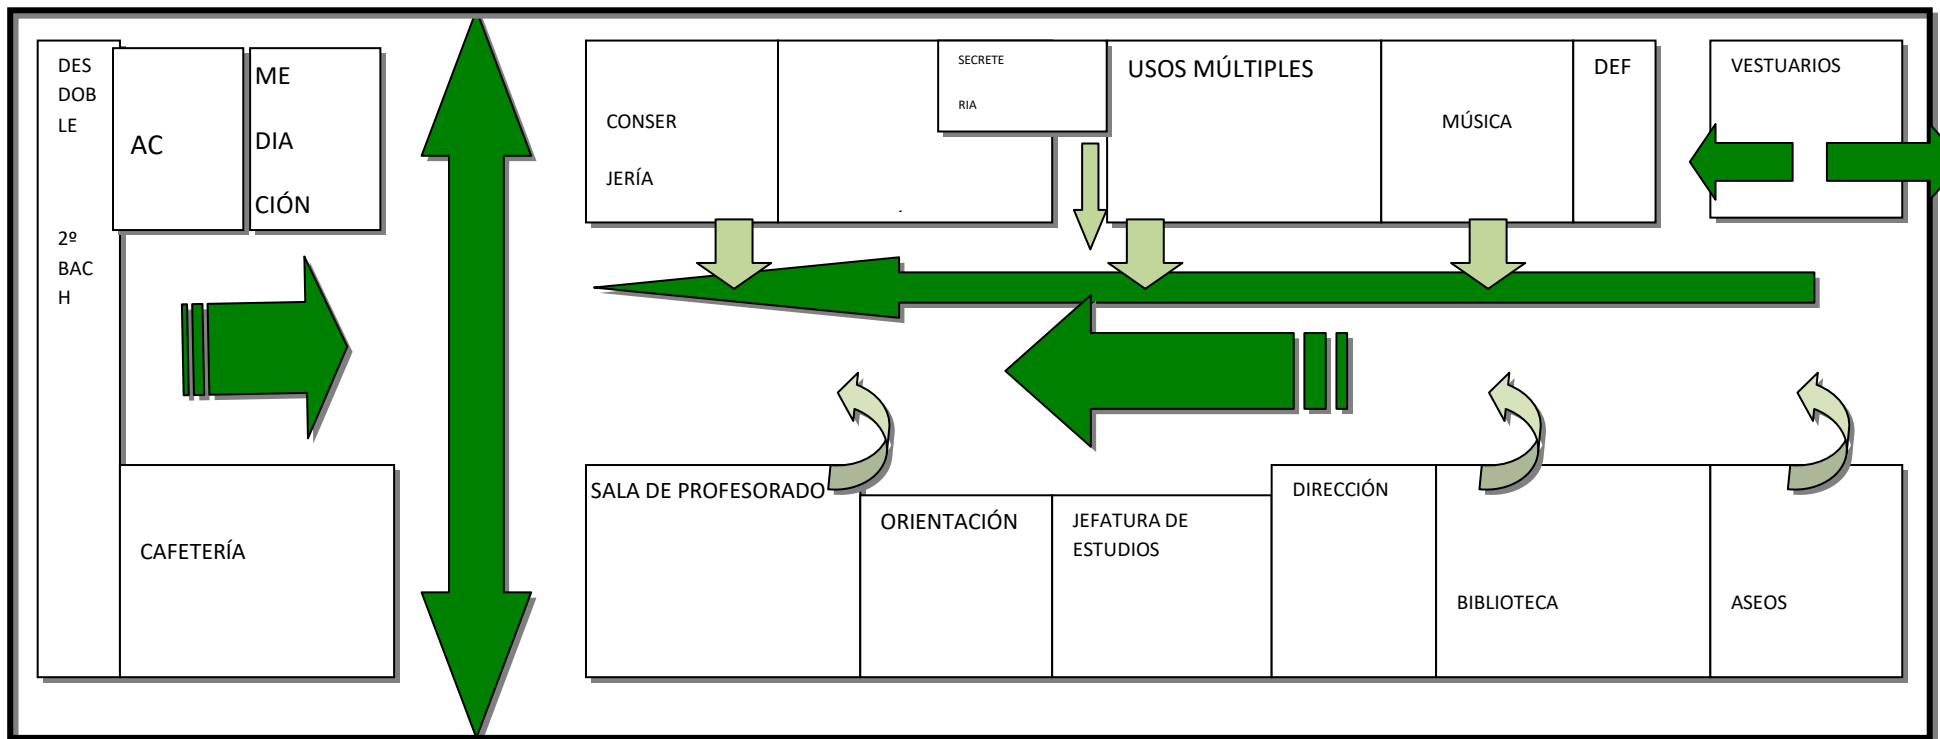 DES
DOB
LE
2º
BAC
H
AC
ME
DIA
CIÓN
CONSER
JERÍA
SECRETE
RIA
USOS MÚLTIPLES
MÚSICA
DEF
VESTUARIOS
CAFETERÍA
SALA DE PROFESORADO
ORIENTACIÓN
JEFATURA DE
ESTUDIOS
DIRECCIÓN
BIBLIOTECA
ASEOS